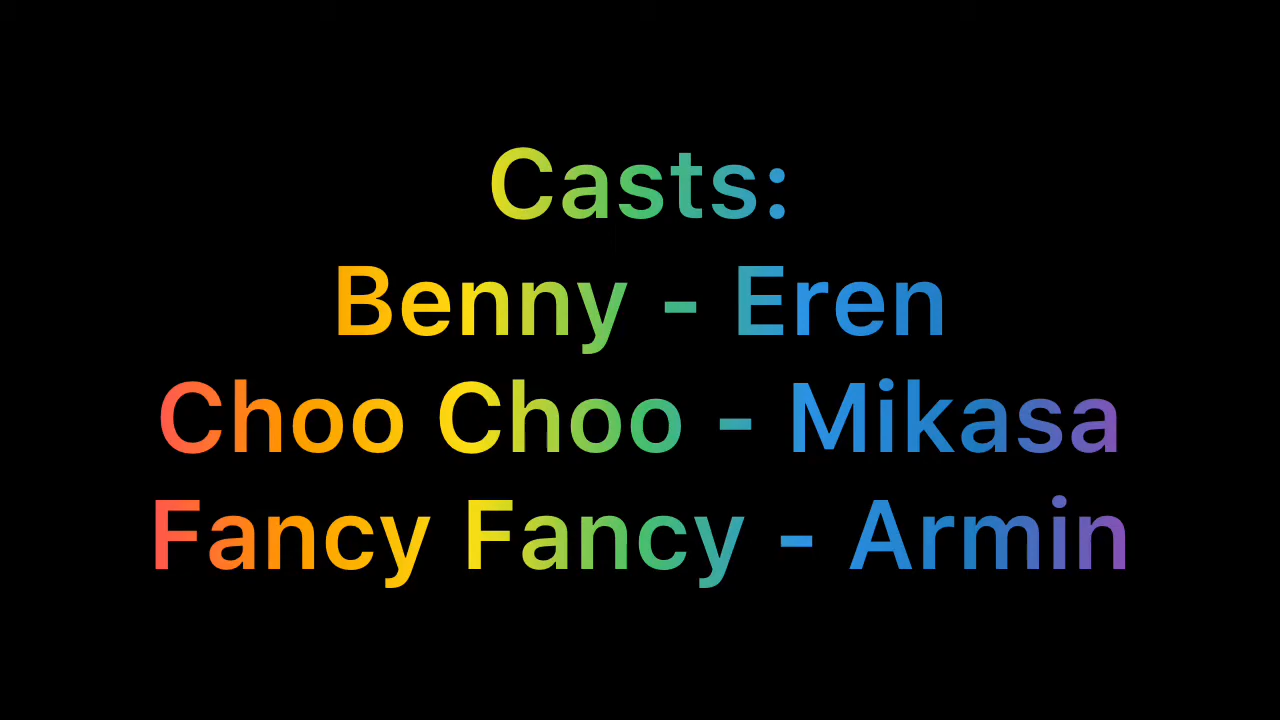 Casts:
Benny - Eren
Choo Choo - Mikasa
Fancy Fancy - Armin